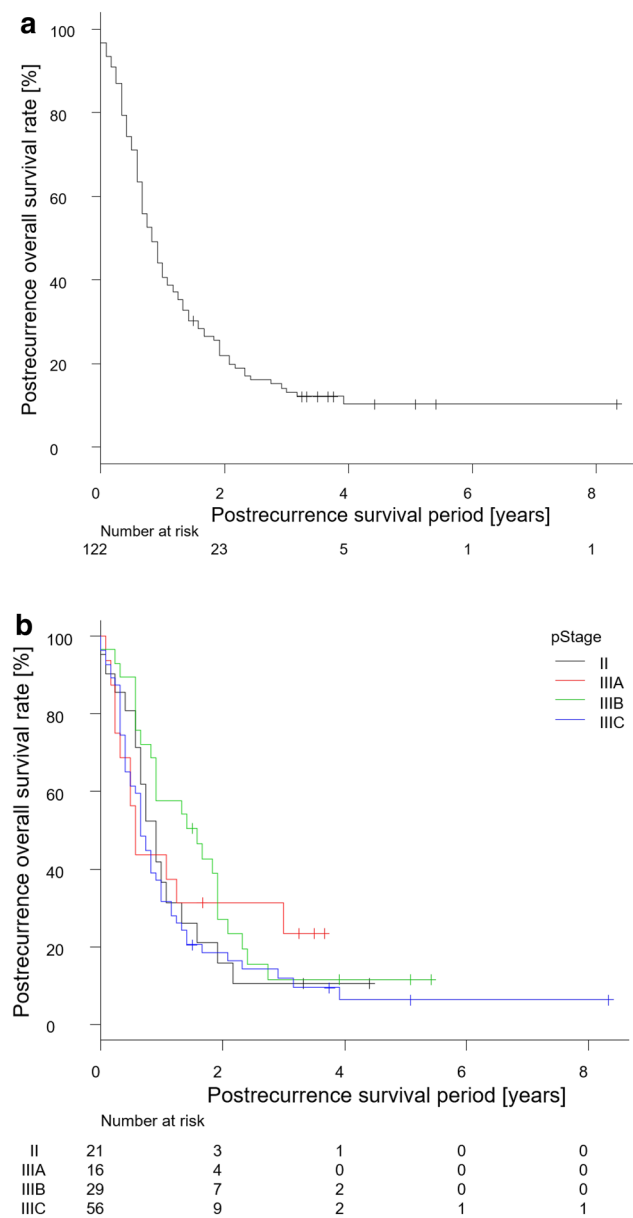 a
Postrecurrence overall survival rate [%]
100
80
60
40
20
0
0 2 4 6 8
Postrecurrence survival period [years]
Number at risk
122 23 5 1 1
b
Postrecurrence overall survival rate [%]
100
80
60
40
20
0
pStage
II
IIIA
IIIB
IIIC
0 2 4 6 8
Postrecurrence survival period [years]
Number at risk
II 21 3 1 0 0
IIIA 16 4 0 0 0
IIIB 29 7 2 0 0
IIIC 56 9 2 1 1